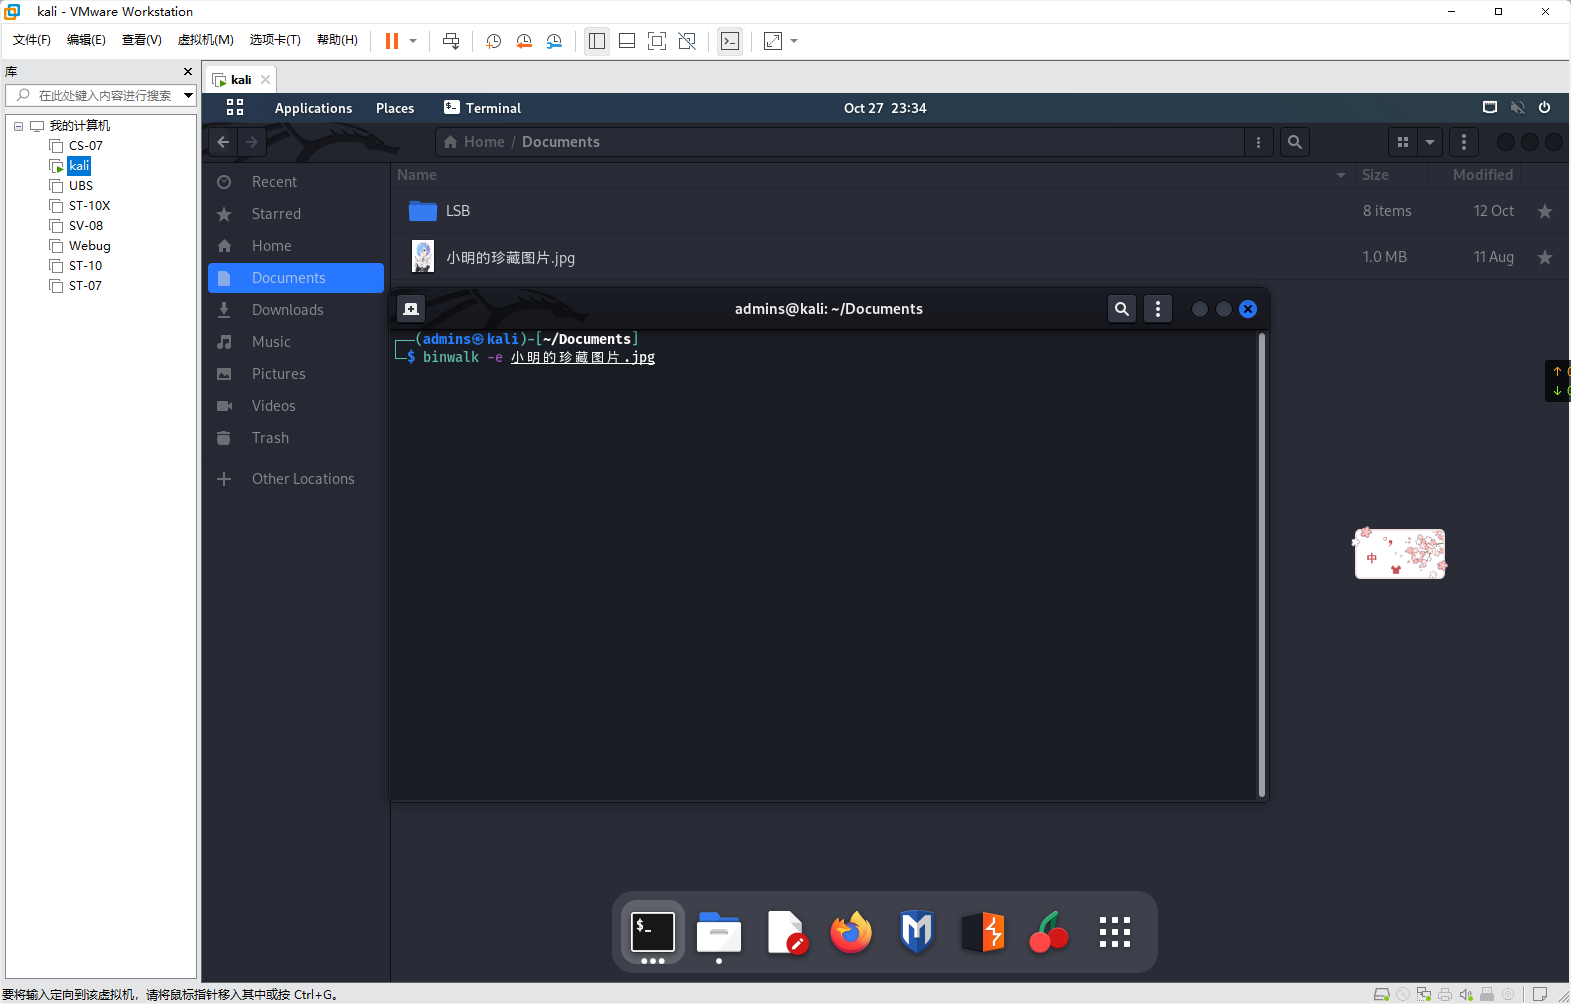 kali - VMware Workstation
文件(F) 编辑(E) 查看(V) 虚拟机(M) 选项卡(T) 帮助(H)
库
在此处键入内容进行搜索
我的计算机
CS-07
kali
UBS
ST-10X
SV-08
Webug
ST-10
ST-07
kali
Applications Places Terminal Oct 27 23:34
Home / Documents
Recent
Starred
Home
Documents
Downloads
Music
Pictures
Videos
Trash
Other Locations
Name Size Modified
LSB 8 items 12 Oct
小明的珍藏图片.jpg 1.0 MB 11 Aug
admins@kali: ~/Documents
┌──(admins㉿kali)-[~/Documents]
└─$ binwalk -e 小明的珍藏图片.jpg
中
要将输入定向到该虚拟机，请将鼠标指针移入其中或按 Ctrl+G。